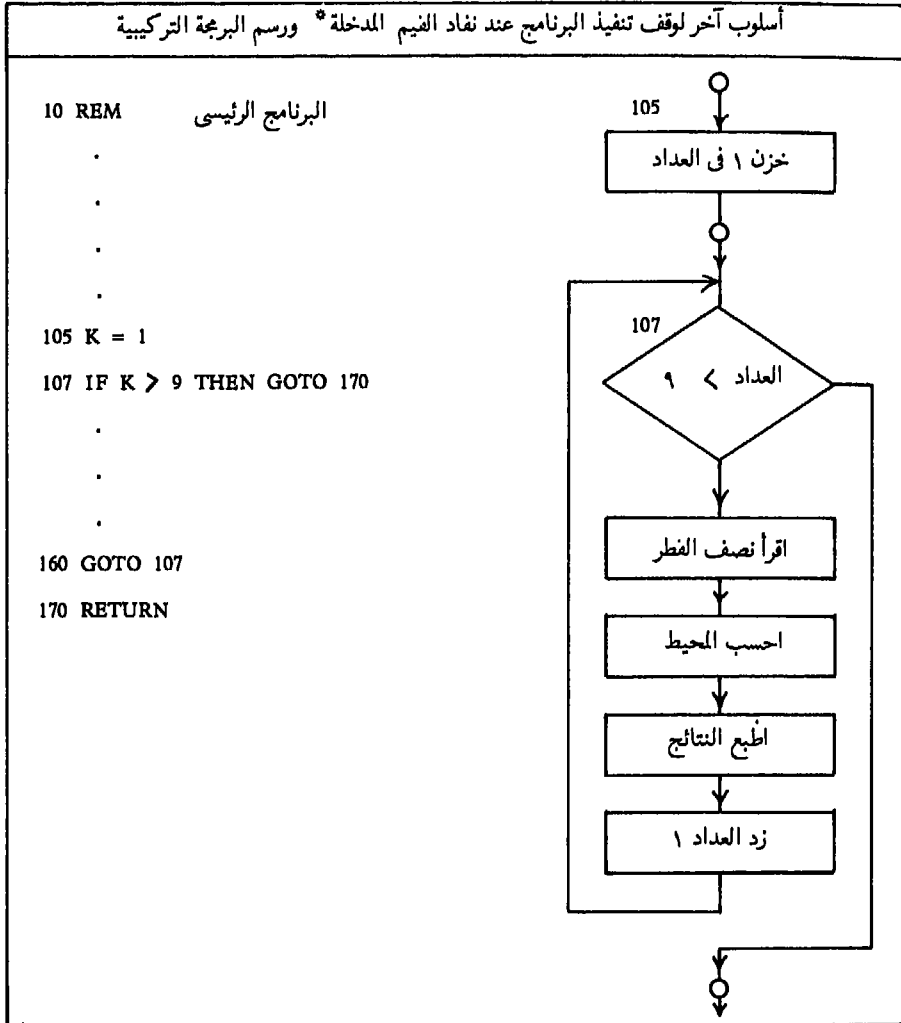 أسلوب آخر لوقف تنفيذ البرنامج عند نفاد الفيم المدخلة* ورسم البرمجة التركيبية
10 REM البرنامج الرئيسى
.
.
.
.
105 K = 1
107 IF K > 9 THEN GOTO 170
.
.
.
160 GOTO 107
170 RETURN
105
خزن ١ فى العداد
107
العداد > ٩
اقرأ نصف الفطر
احسب المحيط
اطبع النتائج
زد العداد ١